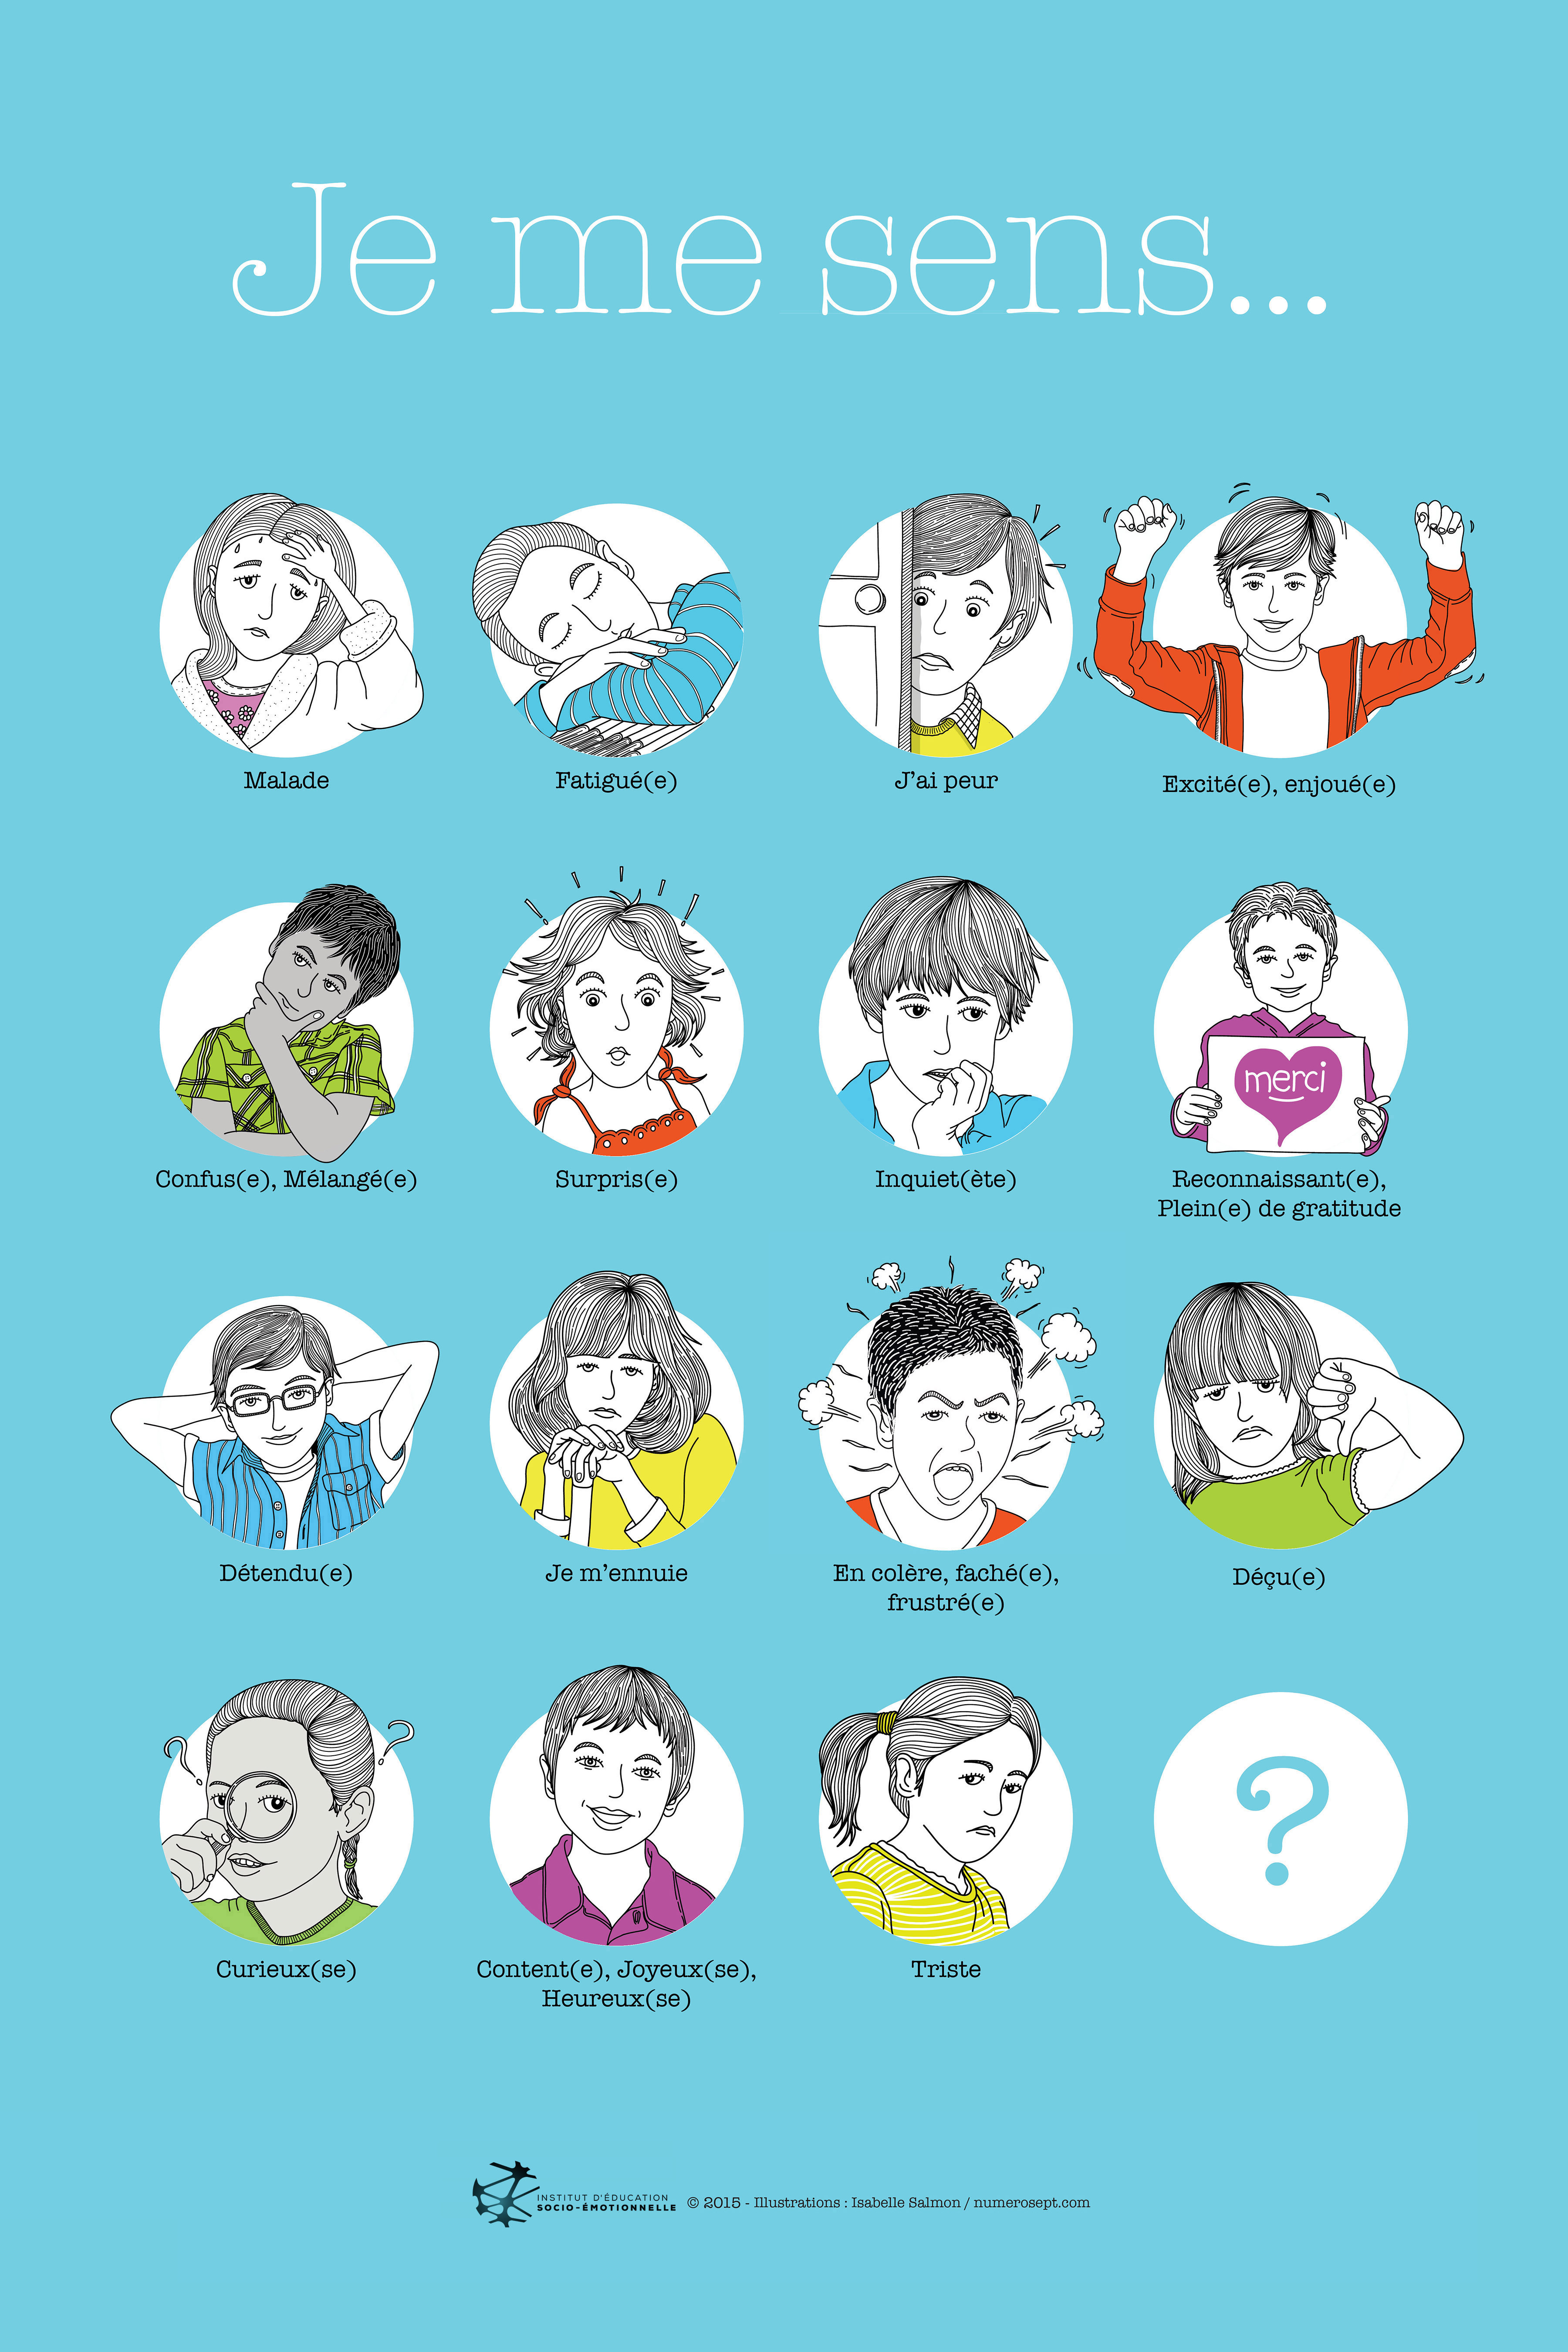 Je me sens...
Malade
Fatigué(e)
J'ai peur
Excité(e), enjoué(e)
merci
Confus(e), Mélangé(e)
Surpris(e)
Inquiet(ète)
Reconnaissant(e),
Plein(e) de gratitude
Détendu(e)
Je m'ennuie
En colère, faché(e),
frustré(e)
Déçu(e)
?
?
?
Curieux(se)
Content(e), Joyeux(se),
Heureux(se)
Triste
INSTITUT D'ÉDUCATION
SOCIO-ÉMOTIONNELLE
© 2015 - Illustrations : Isabelle Salmon / numerosept.com